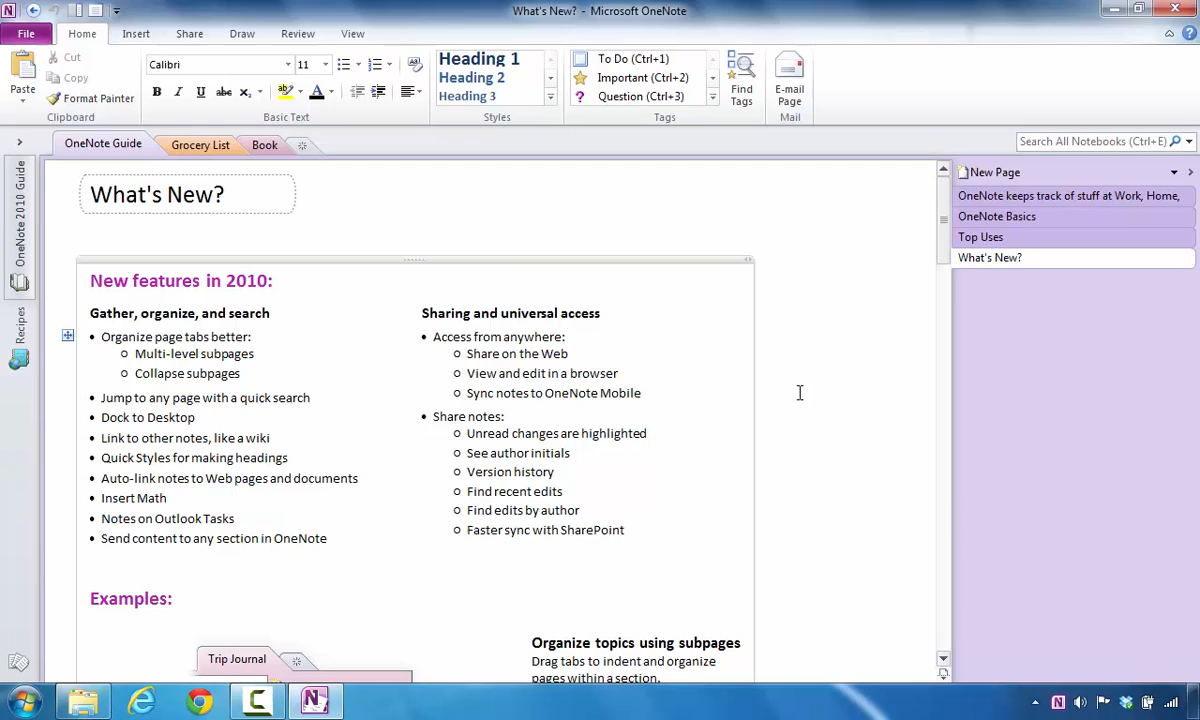 What's New? - Microsoft OneNote
File Home Insert Share Draw Review View
Paste
Cut
Copy
Format Painter
Clipboard
Calibri 11
B I U abc X₂ A
Basic Text
Heading 1
Heading 2
Heading 3
Styles
To Do (Ctrl+1)
Important (Ctrl+2)
Question (Ctrl+3)
Tags
Find
Tags
E-mail
Page
Mail
OneNote Guide Grocery List Book
Search All Notebooks (Ctrl+E)
OneNote 2010 Guide
Recipes
What's New?
New features in 2010:
Gather, organize, and search
• Organize page tabs better:
o Multi-level subpages
o Collapse subpages
• Jump to any page with a quick search
• Dock to Desktop
• Link to other notes, like a wiki
• Quick Styles for making headings
• Auto-link notes to Web pages and documents
• Insert Math
• Notes on Outlook Tasks
• Send content to any section in OneNote
Sharing and universal access
• Access from anywhere:
o Share on the Web
o View and edit in a browser
o Sync notes to OneNote Mobile
• Share notes:
o Unread changes are highlighted
o See author initials
o Version history
o Find recent edits
o Find edits by author
o Faster sync with SharePoint
Examples:
Trip Journal
Organize topics using subpages
Drag tabs to indent and organize
pages within a section.
New Page
OneNote keeps track of stuff at Work, Home,
OneNote Basics
Top Uses
What's New?